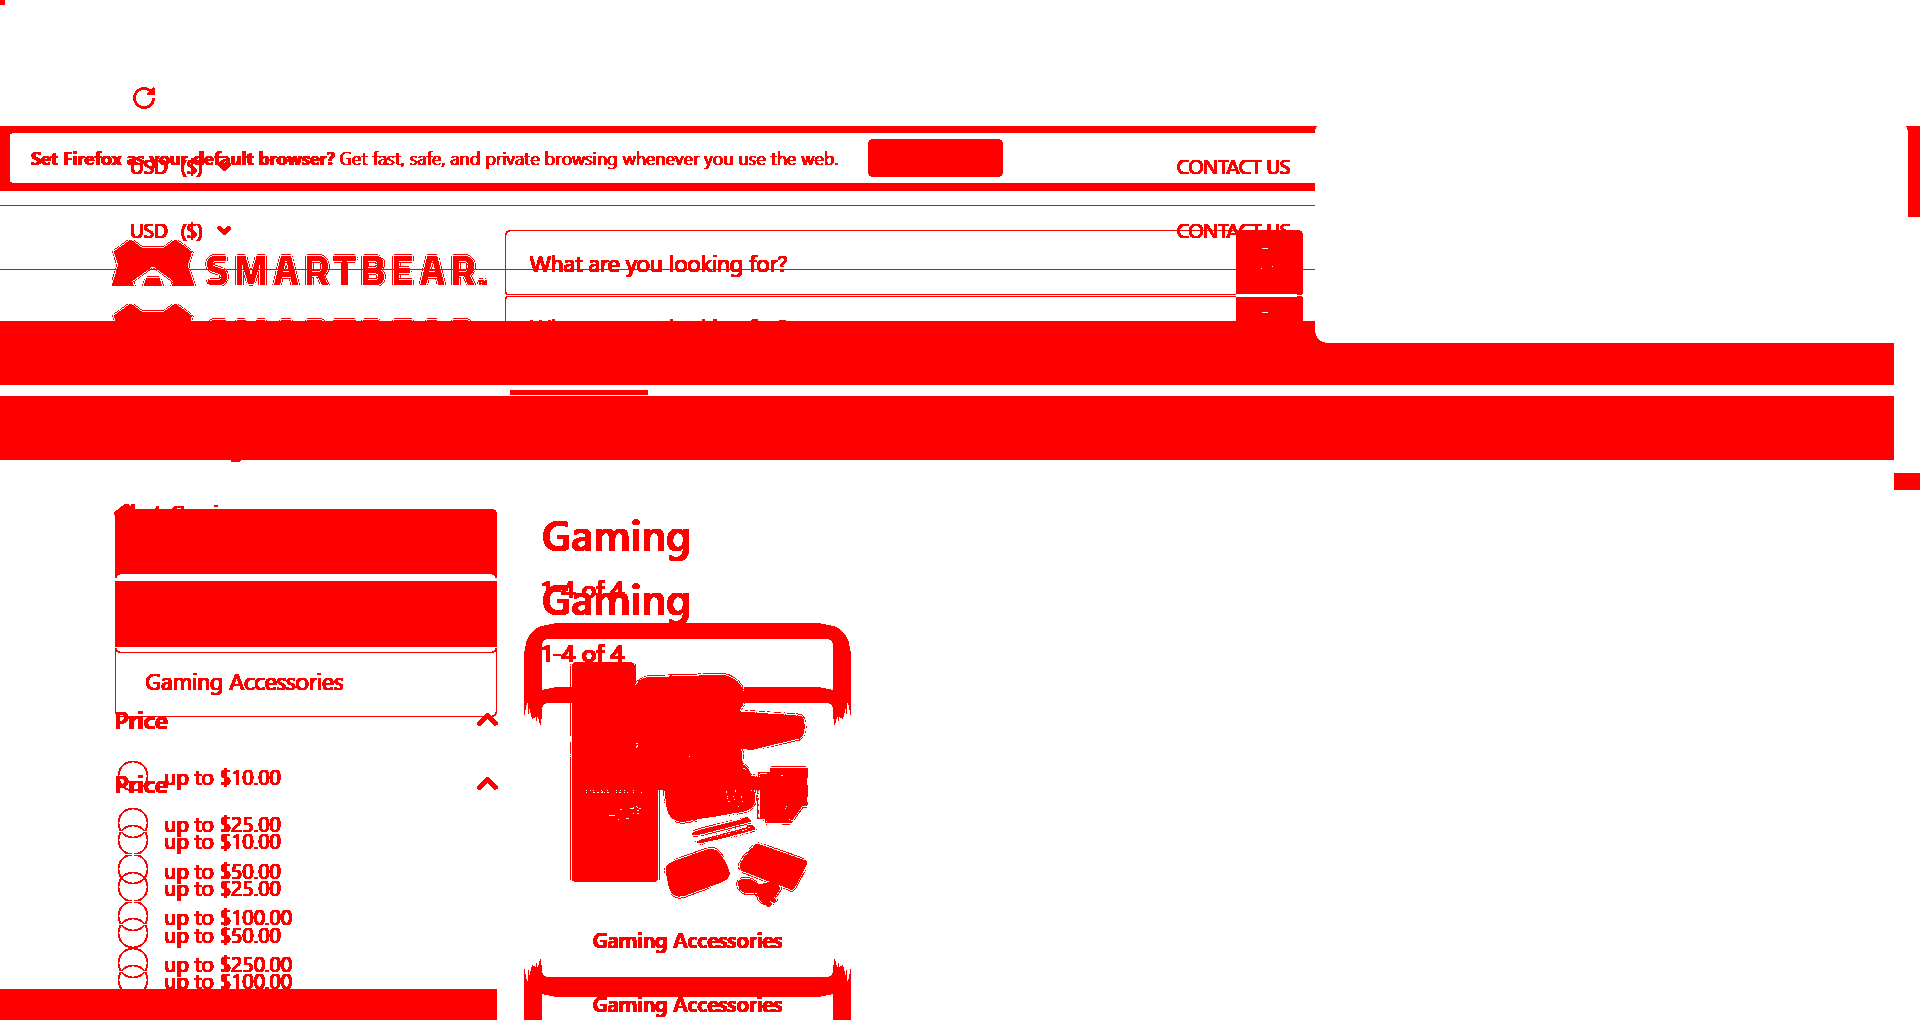 Set Firefox as your default browser? Get fast, safe, and private browsing whenever you use the web.
USD ($)
CONTACT US
USD ($)
CONTACT US
SMARTBEAR
What are you looking for?
Gaming
1-4 of 4
Gaming
1-4 of 4
Gaming Accessories
Price
up to $10.00
Price
up to $25.00
up to $10.00
up to $50.00
up to $25.00
up to $100.00
up to $50.00
Gaming Accessories
up to $250.00
up to $100.00
Gaming Accessories